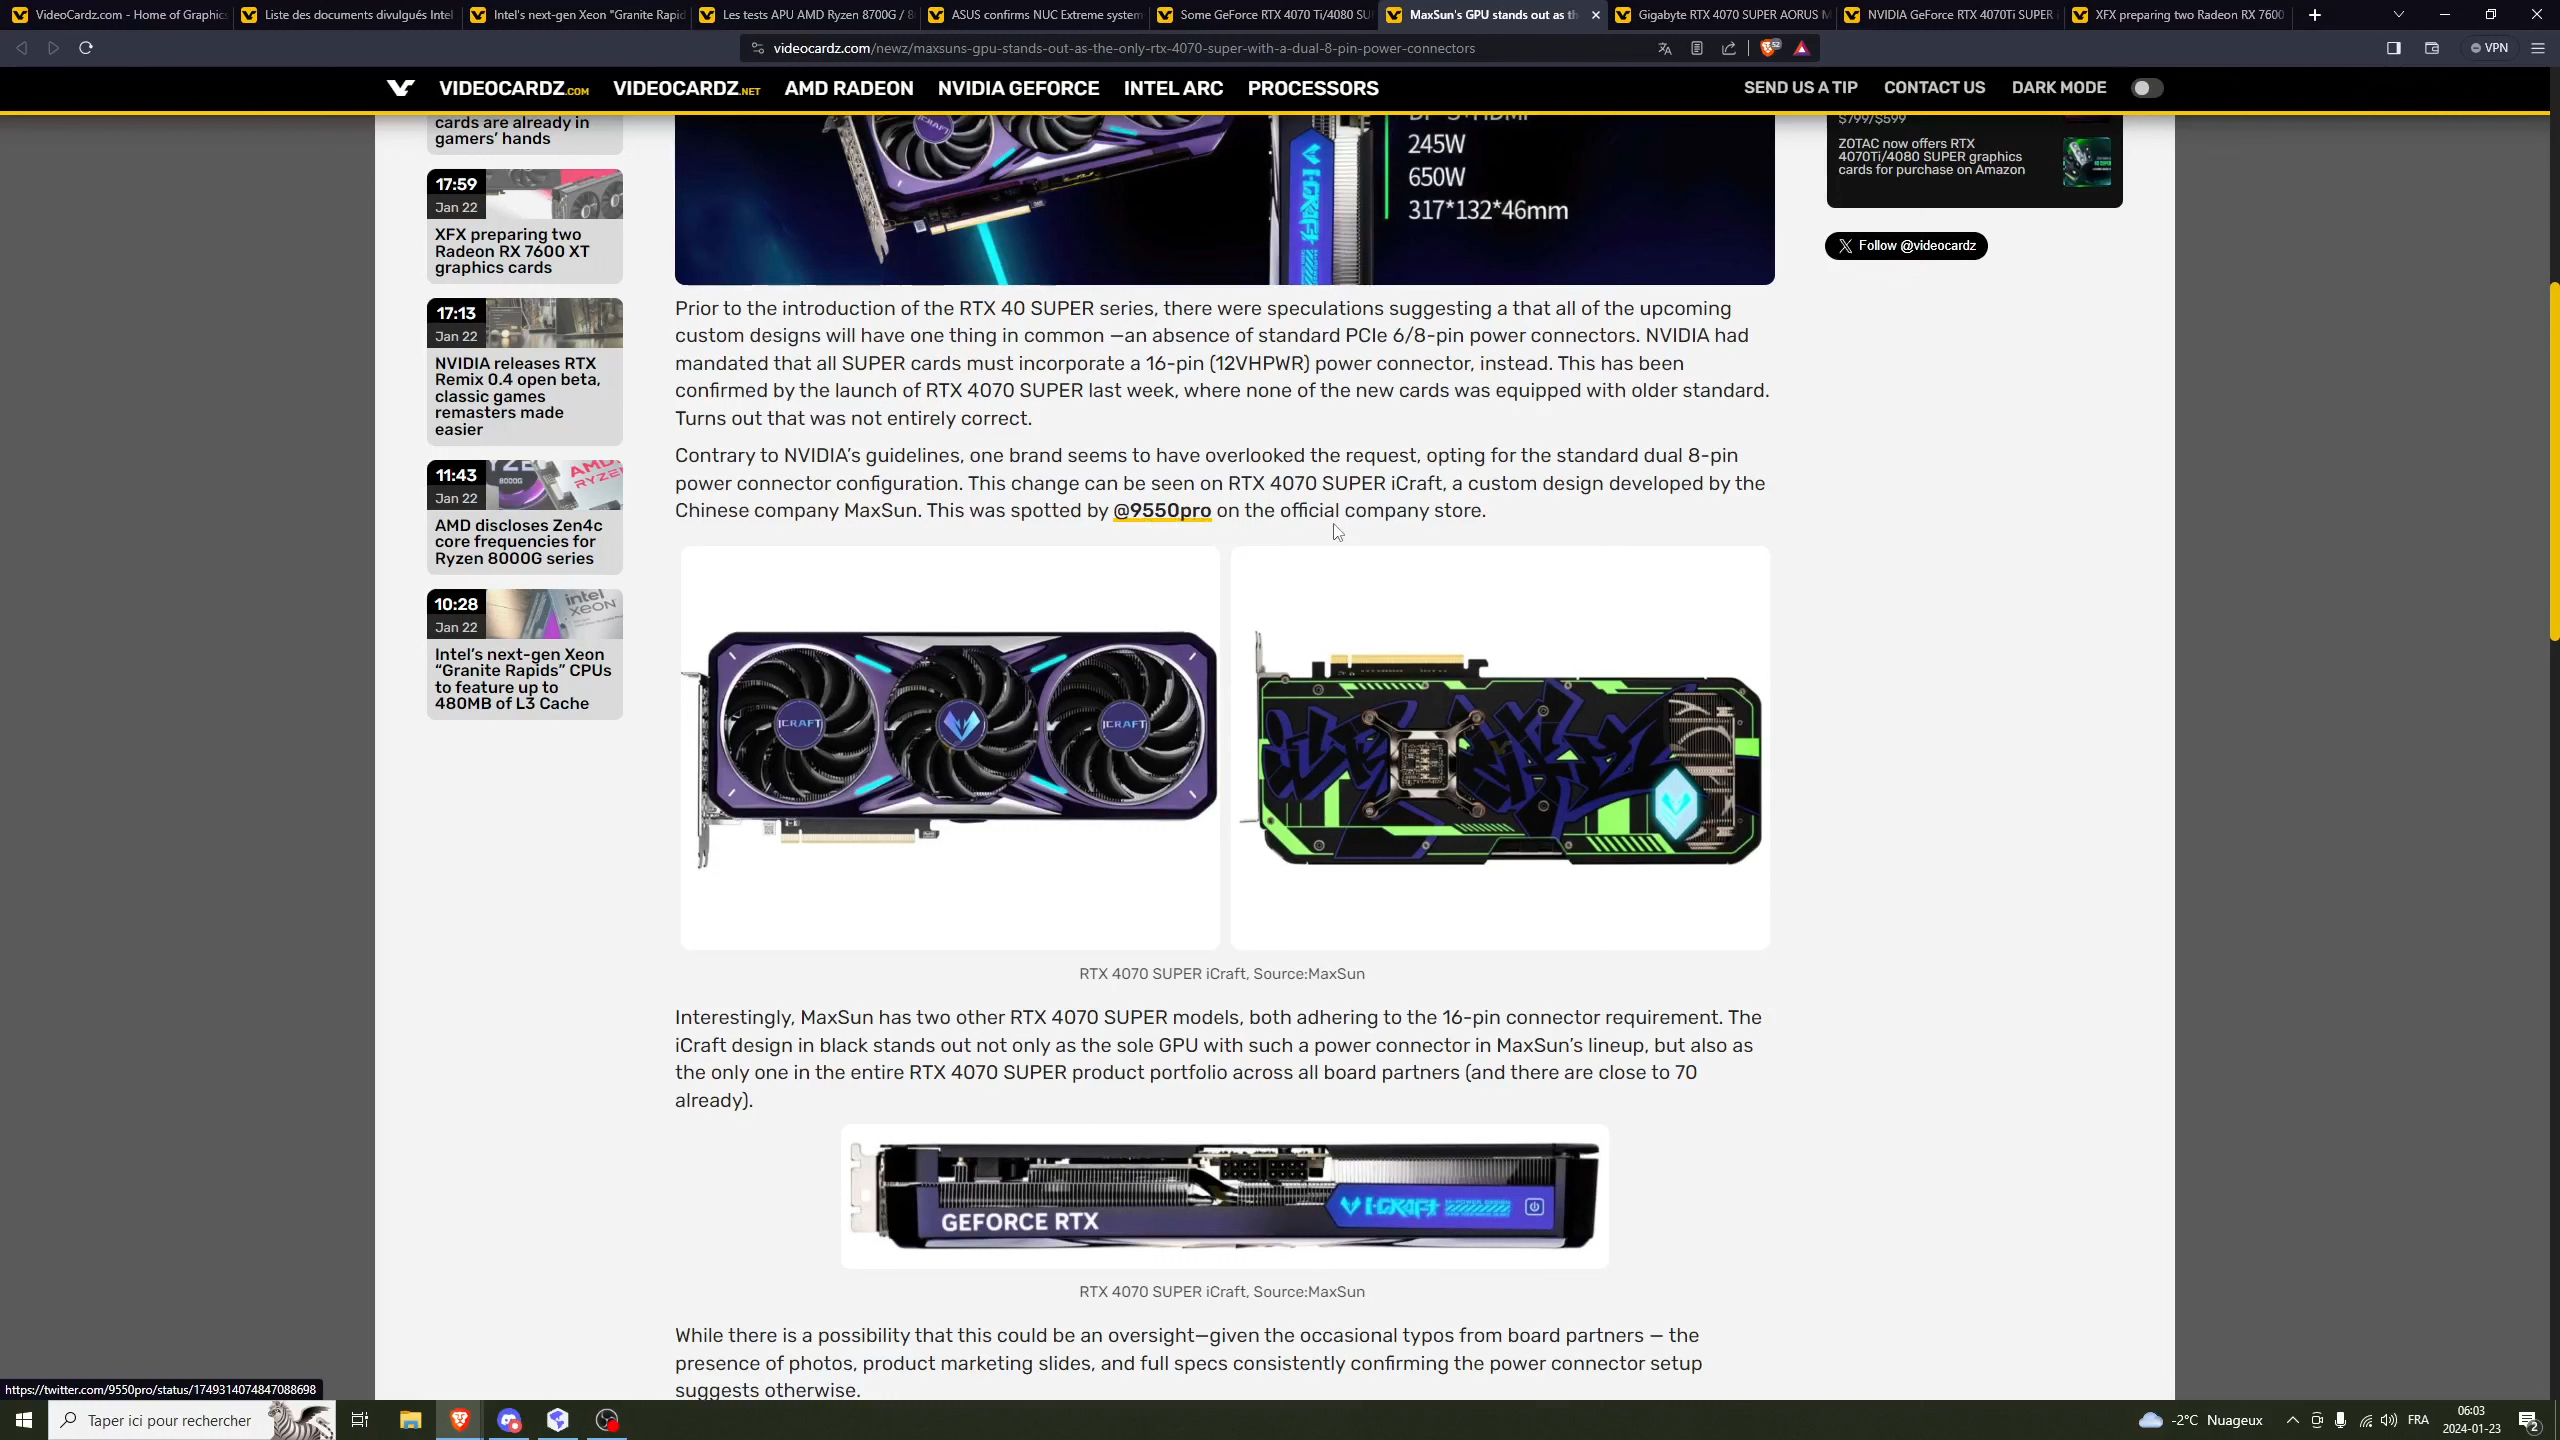 VideoCardz.com - Home of Graphics
Liste des documents divulgués Intel
Intel's next-gen Xeon "Granite Rapid
Les tests APU AMD Ryzen 8700G / 8
ASUS confirms NUC Extreme system
Some GeForce RTX 4070 Ti/4080 SU
MaxSun's GPU stands out as th
Gigabyte RTX 4070 SUPER AORUS M
NVIDIA GeForce RTX 4070Ti SUPER
XFX preparing two Radeon RX 7600
videocardz.com/newz/maxsuns-gpu-stands-out-as-the-only-rtx-4070-super-with-a-dual-8-pin-power-connectors
52
VPN
VIDEOCARDZ.COM VIDEOCARDZ.NET AMD RADEON NVIDIA GEFORCE INTEL ARC PROCESSORS
SEND US A TIP CONTACT US DARK MODE
cards are already in
gamers’ hands
17:59
Jan 22
XFX preparing two
Radeon RX 7600 XT
graphics cards
17:13
Jan 22
NVIDIA releases RTX
Remix 0.4 open beta,
classic games
remasters made
easier
11:43
Jan 22
AMD discloses Zen4c
core frequencies for
Ryzen 8000G series
10:28
Jan 22
Intel’s next-gen Xeon
“Granite Rapids” CPUs
to feature up to
480MB of L3 Cache
ICRAFT
DP*3+HDMI
245W
650W
317*132*46mm
I-CRAFT
Prior to the introduction of the RTX 40 SUPER series, there were speculations suggesting a that all of the upcoming
custom designs will have one thing in common —an absence of standard PCIe 6/8-pin power connectors. NVIDIA had
mandated that all SUPER cards must incorporate a 16-pin (12VHPWR) power connector, instead. This has been
confirmed by the launch of RTX 4070 SUPER last week, where none of the new cards was equipped with older standard.
Turns out that was not entirely correct.
Contrary to NVIDIA’s guidelines, one brand seems to have overlooked the request, opting for the standard dual 8-pin
power connector configuration. This change can be seen on RTX 4070 SUPER iCraft, a custom design developed by the
Chinese company MaxSun. This was spotted by @9550pro on the official company store.
ICRAFT
ICRAFT
RTX 4070 SUPER iCraft, Source:MaxSun
Interestingly, MaxSun has two other RTX 4070 SUPER models, both adhering to the 16-pin connector requirement. The
iCraft design in black stands out not only as the sole GPU with such a power connector in MaxSun’s lineup, but also as
the only one in the entire RTX 4070 SUPER product portfolio across all board partners (and there are close to 70
already).
GEFORCE RTX
I-CRAFT
RTX 4070 SUPER iCraft, Source:MaxSun
While there is a possibility that this could be an oversight—given the occasional typos from board partners — the
presence of photos, product marketing slides, and full specs consistently confirming the power connector setup
suggests otherwise.
$799/$599
ZOTAC now offers RTX
4070Ti/4080 SUPER graphics
cards for purchase on Amazon
Follow @videocardz
https://twitter.com/9550pro/status/1749314074847088698
Taper ici pour rechercher
-2°C Nuageux
FRA
06:03
2024-01-23
2